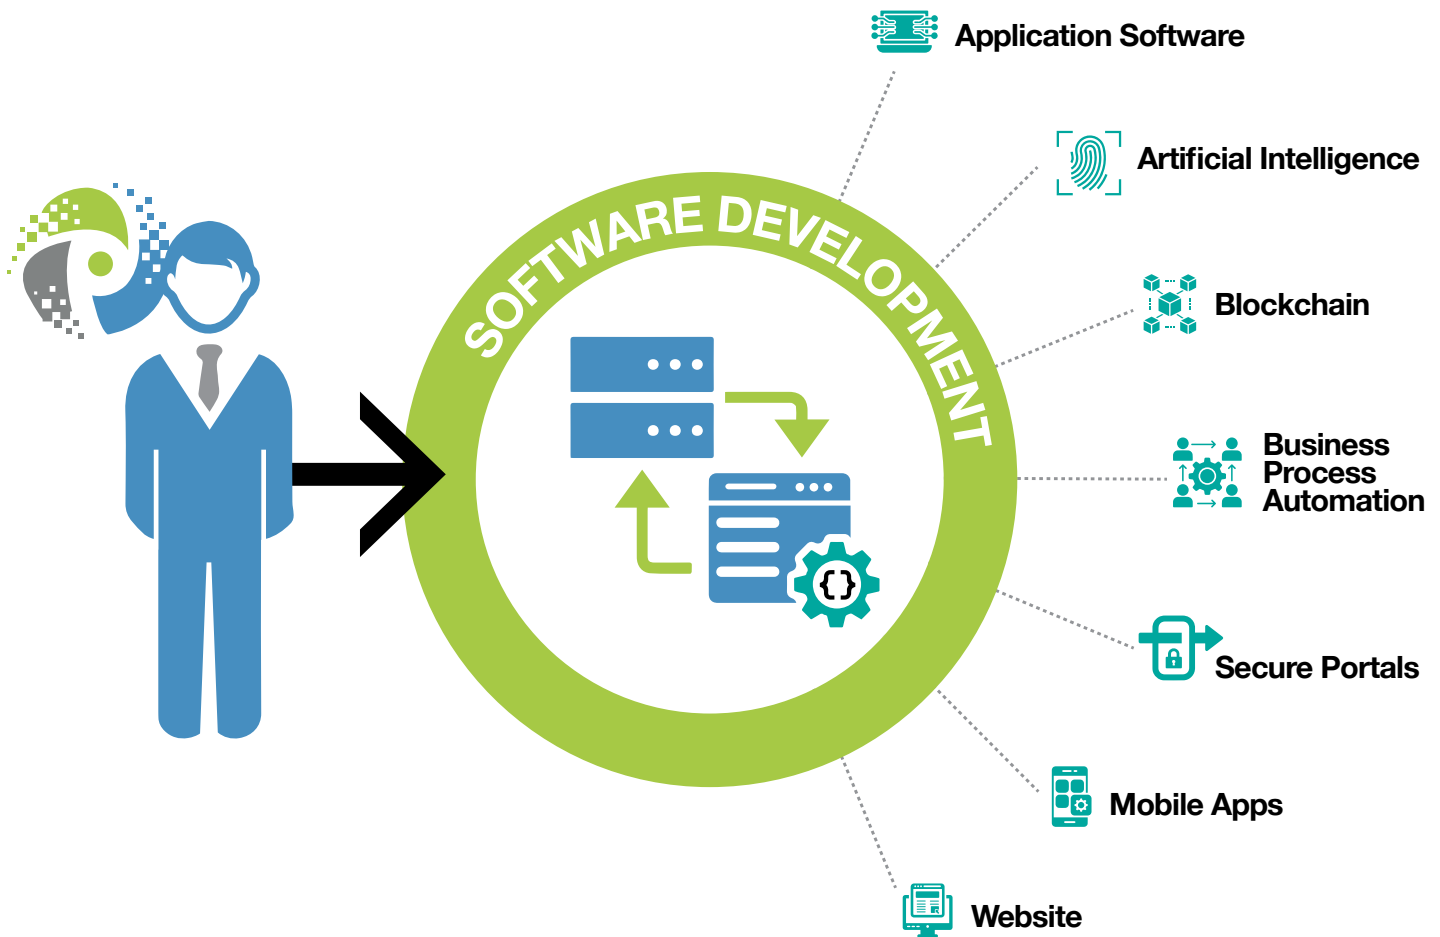 Application Software
Artificial Intelligence
SOFTWARE DEVELOPMENT
Blockchain
Business
Process
Automation
{}
Secure Portals
Mobile Apps
Website